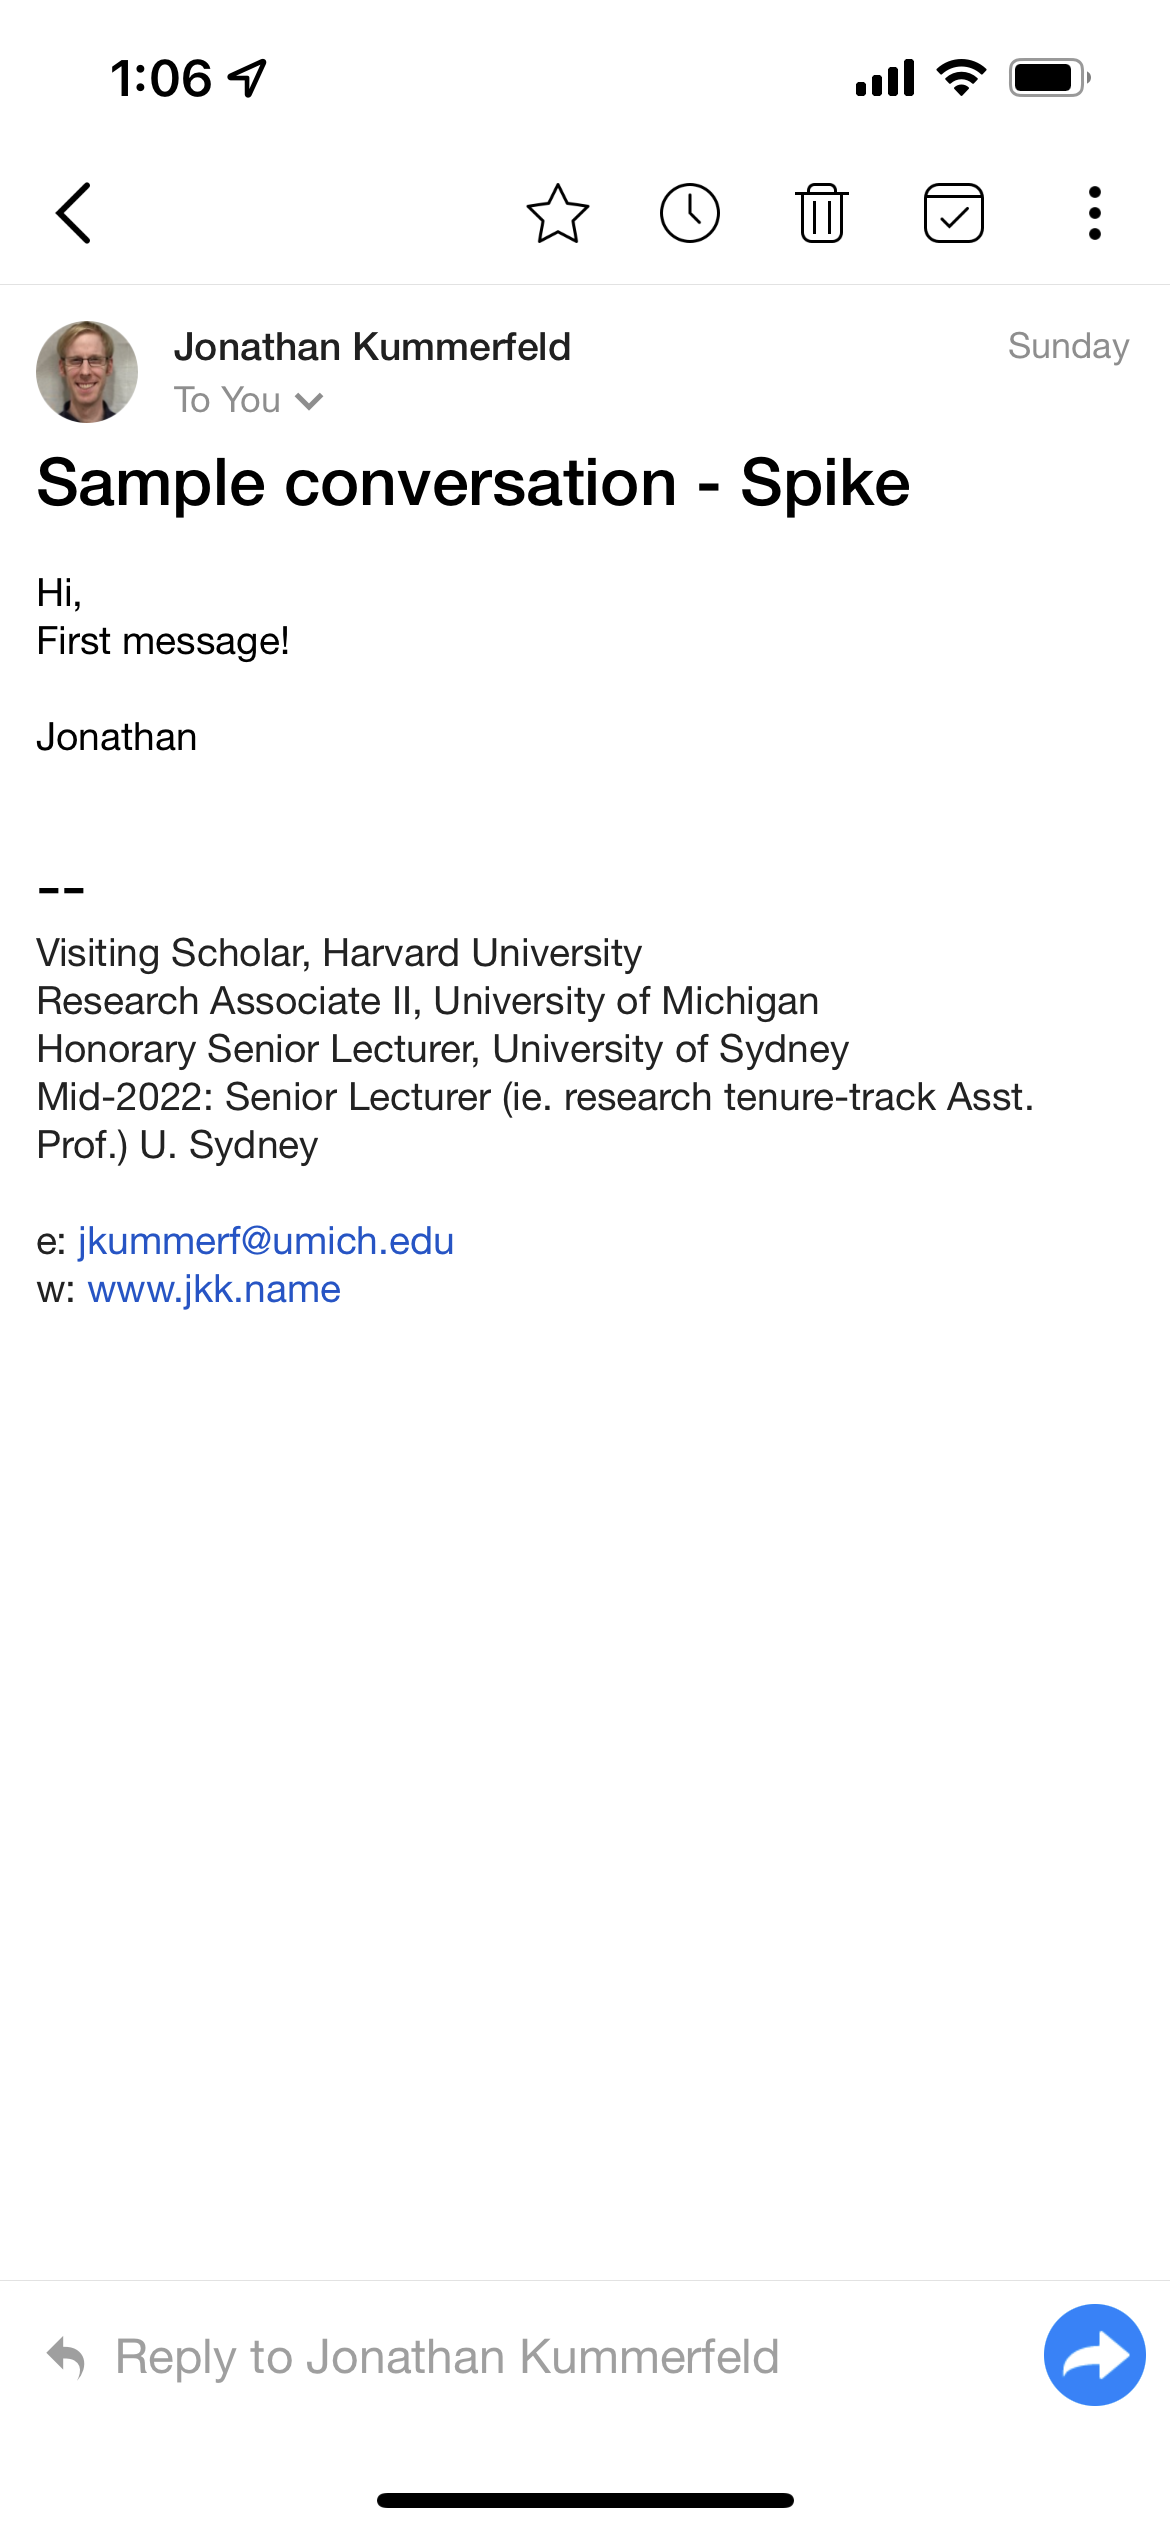 1:06
Jonathan Kummerfeld
Sunday
To You
Sample conversation - Spike
Hi,
First message!
Jonathan
--
Visiting Scholar, Harvard University
Research Associate II, University of Michigan
Honorary Senior Lecturer, University of Sydney
Mid-2022: Senior Lecturer (ie. research tenure-track Asst.
Prof.) U. Sydney
e: jkummerf@umich.edu
w: www.jkk.name
Reply to Jonathan Kummerfeld